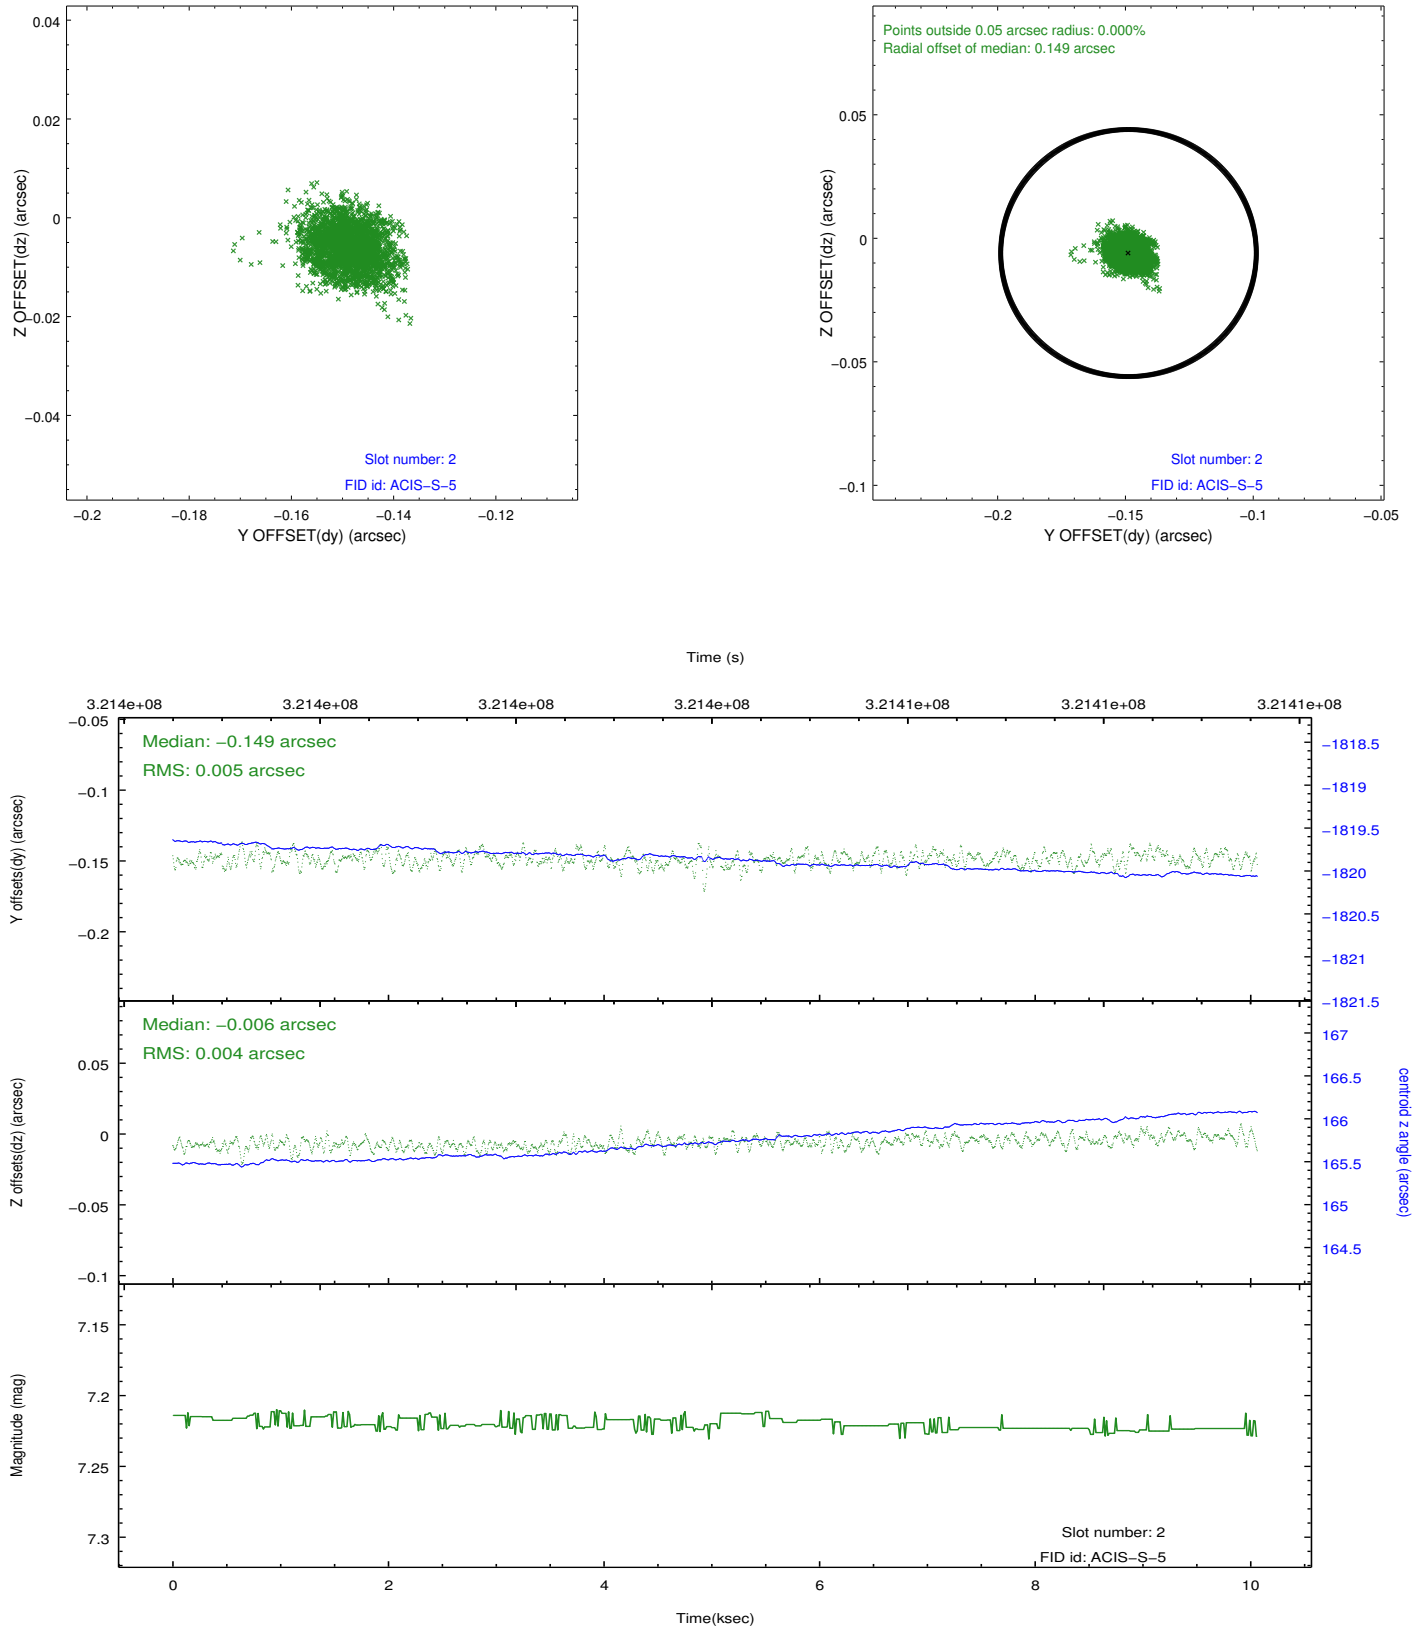 0.04
0.02
0
−0.02
−0.04
Z OFFSET(dz) (arcsec)
−0.2
−0.18
−0.16
−0.14
−0.12
Y OFFSET(dy) (arcsec)
Slot number: 2
FID id: ACIS−S−5
Points outside 0.05 arcsec radius: 0.000%
Radial offset of median: 0.149 arcsec
0.05
0
−0.05
−0.1
Z OFFSET(dz) (arcsec)
−0.2
−0.15
−0.1
−0.05
Y OFFSET(dy) (arcsec)
Slot number: 2
FID id: ACIS−S−5
Time (s)
3.214e+08
3.214e+08
3.214e+08
3.214e+08
3.2141e+08
3.2141e+08
3.2141e+08
Median: −0.149 arcsec
RMS: 0.005 arcsec
−0.05
−0.1
−0.15
−0.2
Y offsets(dy) (arcsec)
−1818.5
−1819
−1819.5
−1820
−1820.5
−1821
−1821.5
Median: −0.006 arcsec
RMS: 0.004 arcsec
0.05
0
−0.05
−0.1
Z offsets(dz) (arcsec)
167
166.5
166
165.5
165
164.5
centroid z angle (arcsec)
7.15
7.2
7.25
7.3
Magnitude (mag)
Slot number: 2
FID id: ACIS−S−5
0
2
4
6
8
10
Time(ksec)